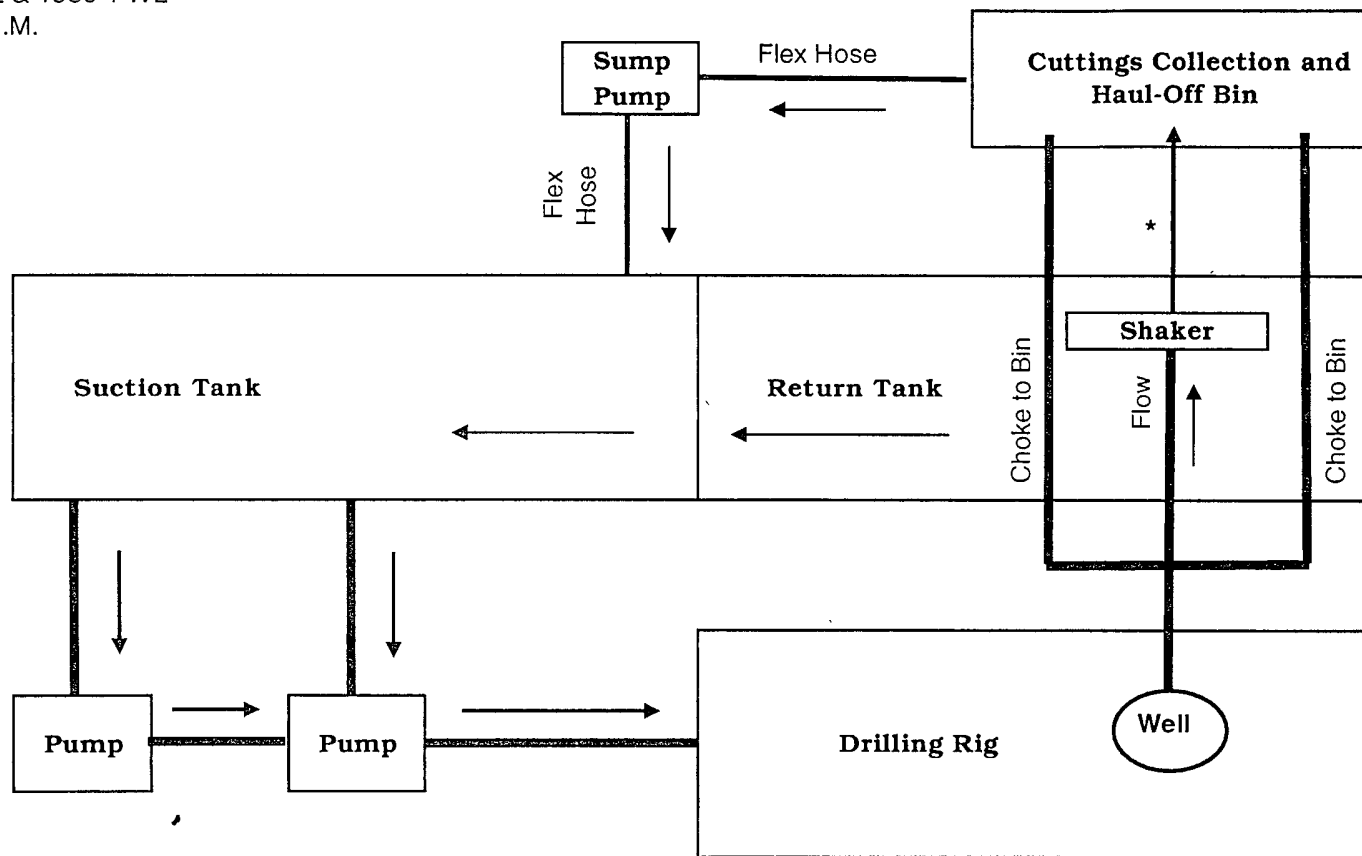 .M.
Sump
Pump
Flex Hose
Cuttings Collection and
Haul-Off Bin
Flex
Hose
*
Shaker
Suction Tank
Return Tank
Choke to Bin
Flow
Choke to Bin
Pump
Pump
Drilling Rig
Well